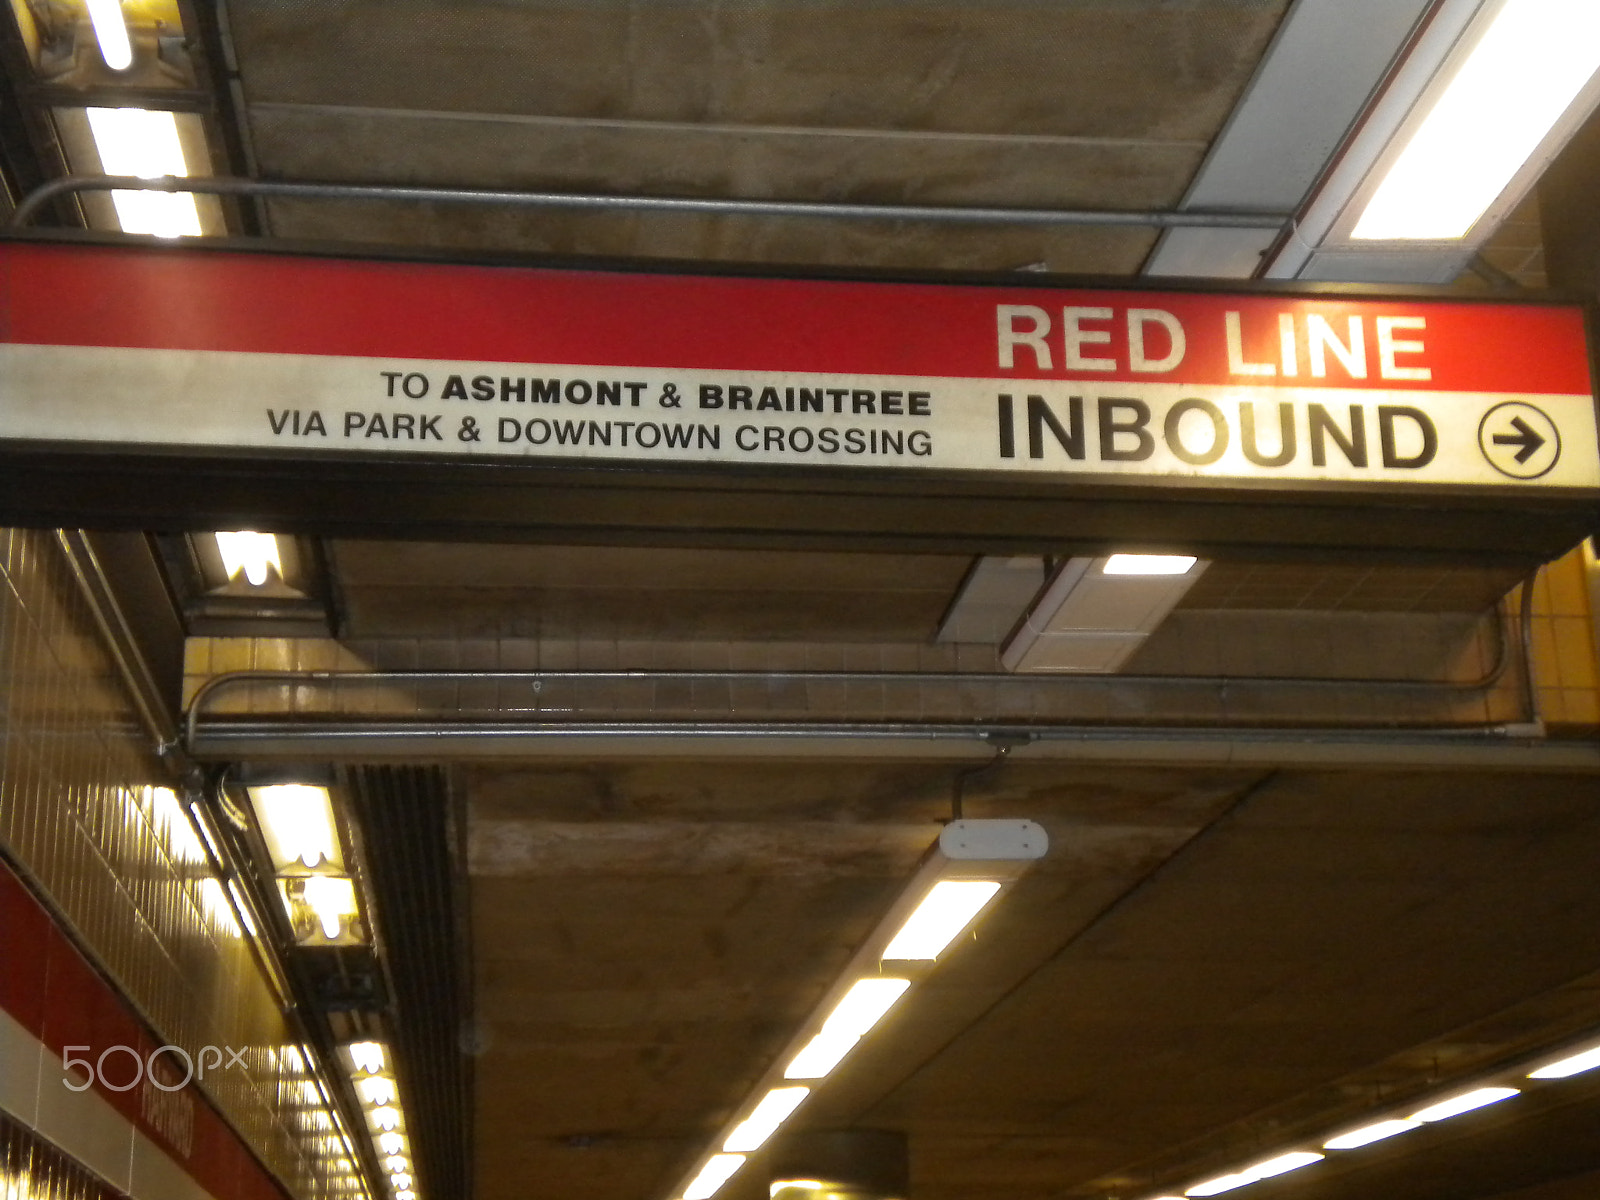 RED LINE
TO ASHMONT & BRAINTREE
VIA PARK & DOWNTOWN CROSSING
INBOUND
500px